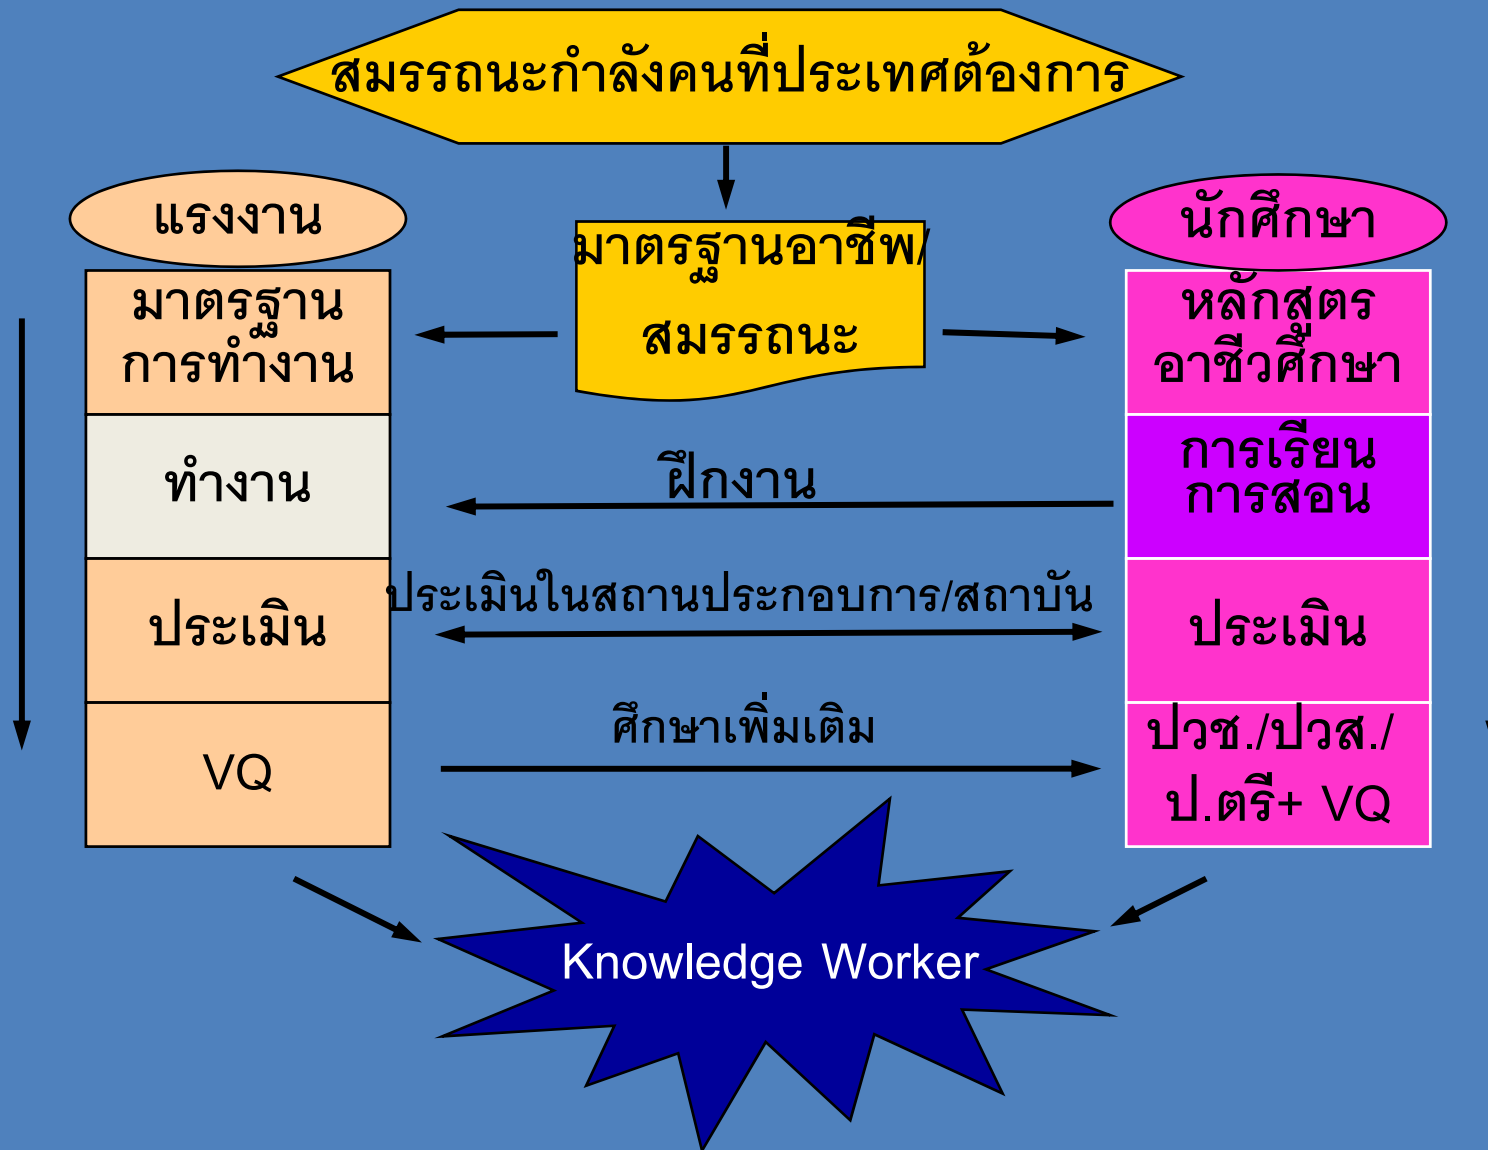 สมรรถนะกำลังคนที่ประเทศต้องการ
แรงงาน
นักศึกษา
มาตรฐานอาชีพ/
สมรรถนะ
มาตรฐาน
การทำงาน
หลักสูตร
อาชีวศึกษา
ทำงาน
ฝึกงาน
การเรียน
การสอน
ประเมิน
ประเมินในสถานประกอบการ/สถาบัน
ประเมิน
VQ
ศึกษาเพิ่มเติม
ปวช./ปวส./
ป.ตรี+ VQ
Knowledge Worker